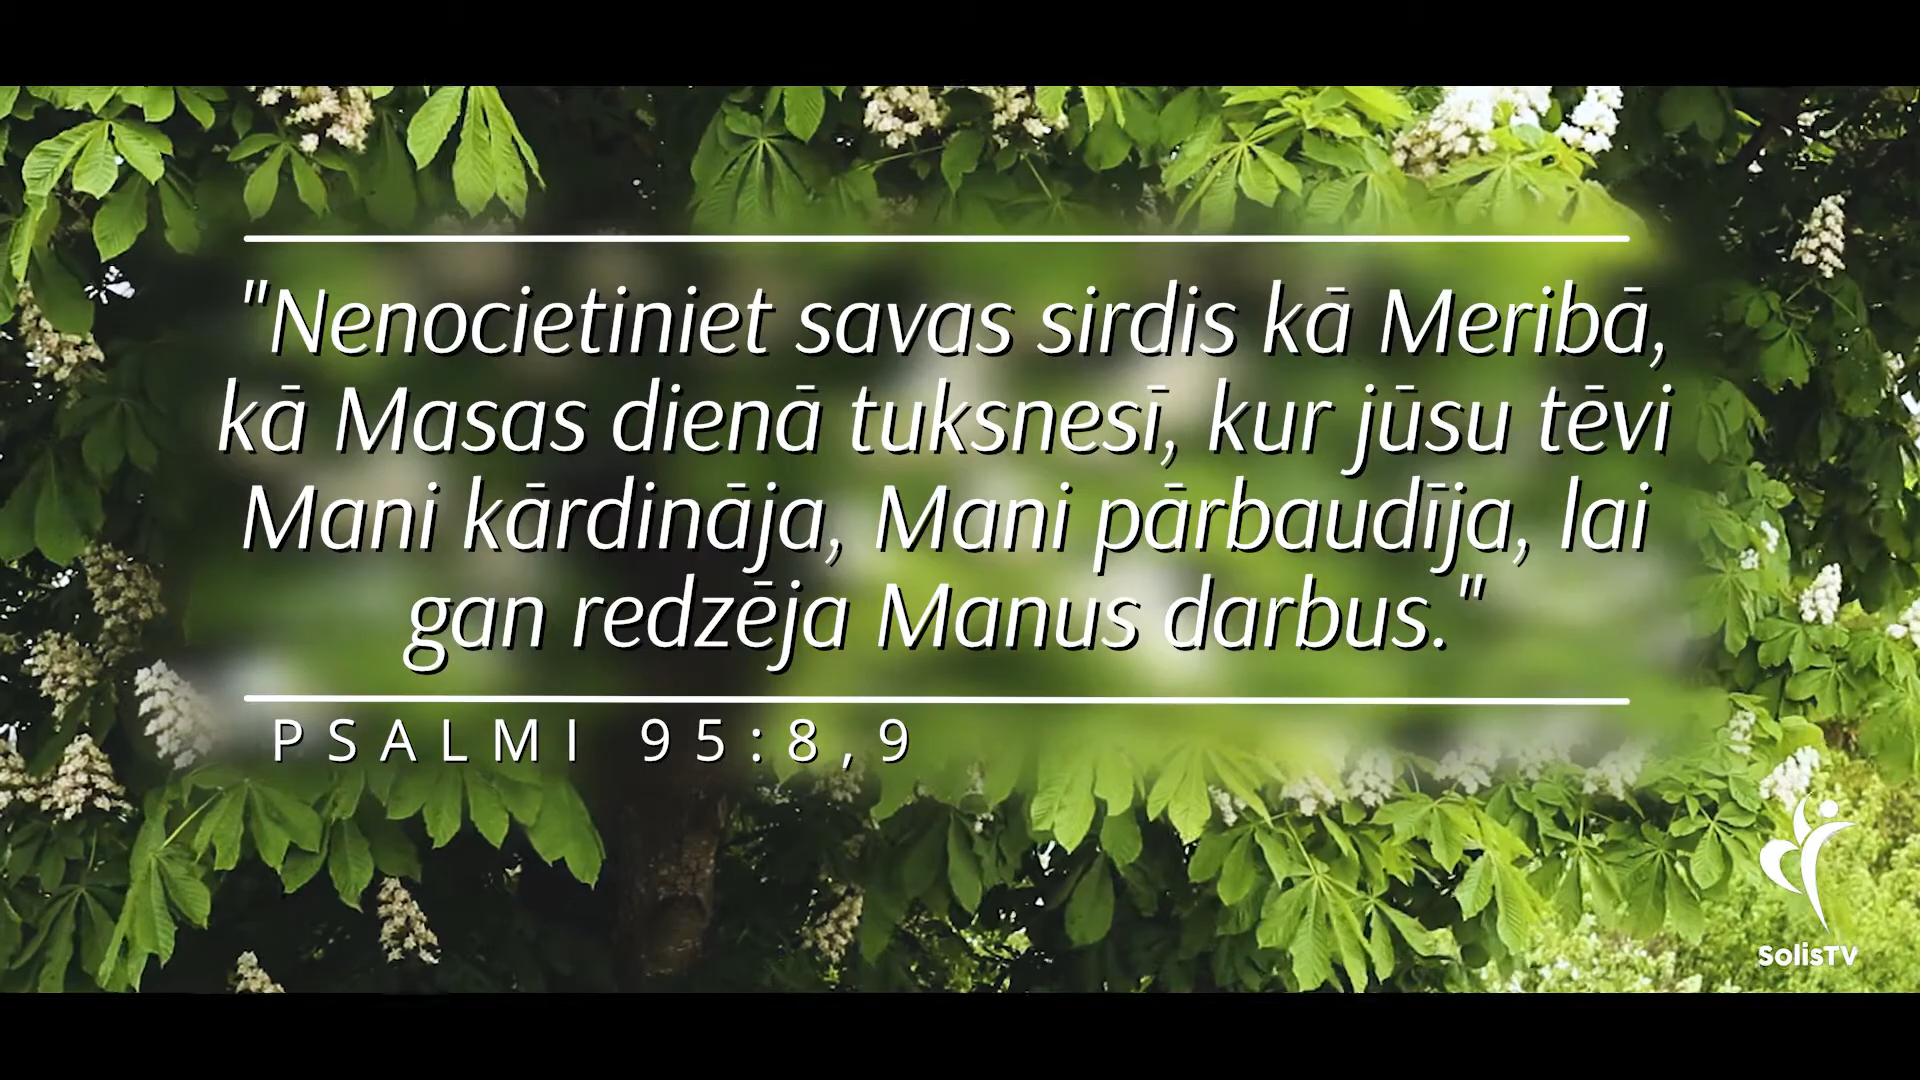 "Nenocietiniet savas sirdis kā Meribā,
kā Masas dienā tuksnesī, kur jūsu tēvi
Mani kārdināja, Mani pārbaudīja, lai
gan redzēja Manus darbus."
PSALMI 95:8,9
SolisTV